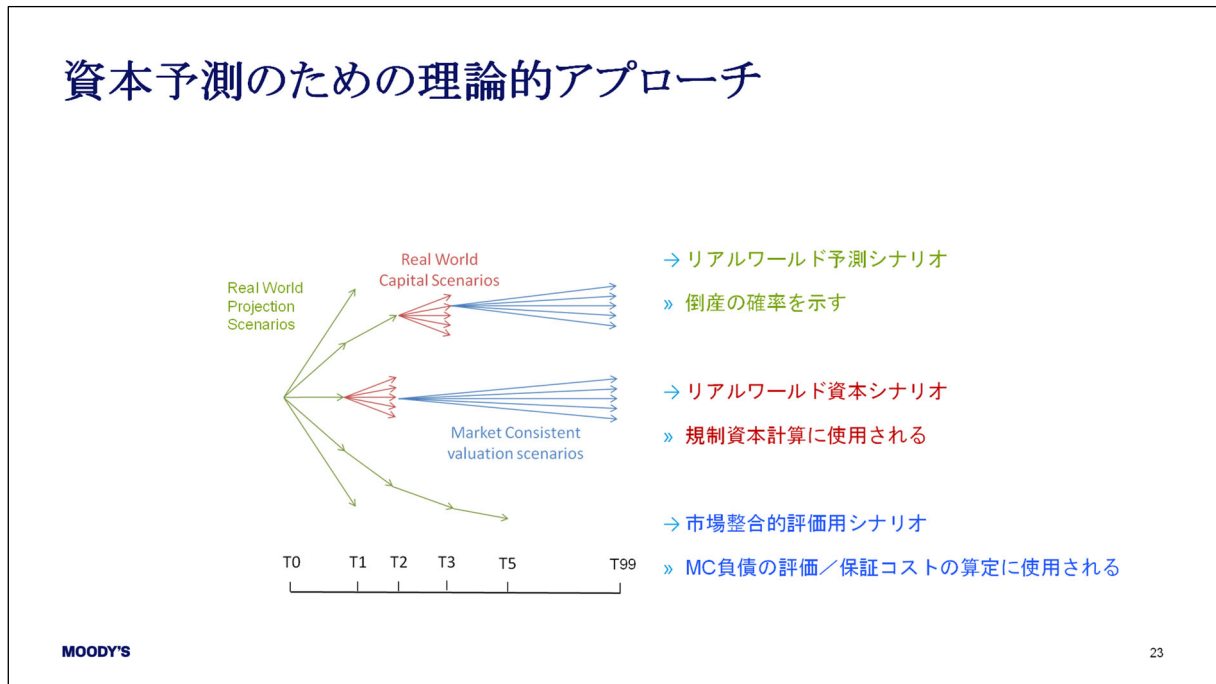 資本予測のための理論的アプローチ
Real World
Capital Scenarios
Real World
Projection
Scenarios
Market Consistent
valuation scenarios
→ リアルワールド予測シナリオ
» 倒産の確率を示す
→ リアルワールド資本シナリオ
» 規制資本計算に使用される
→ 市場整合的評価用シナリオ
» MC負債の評価／保証コストの算定に使用される
T0 T1 T2 T3 T5 T99
MOODY'S
23